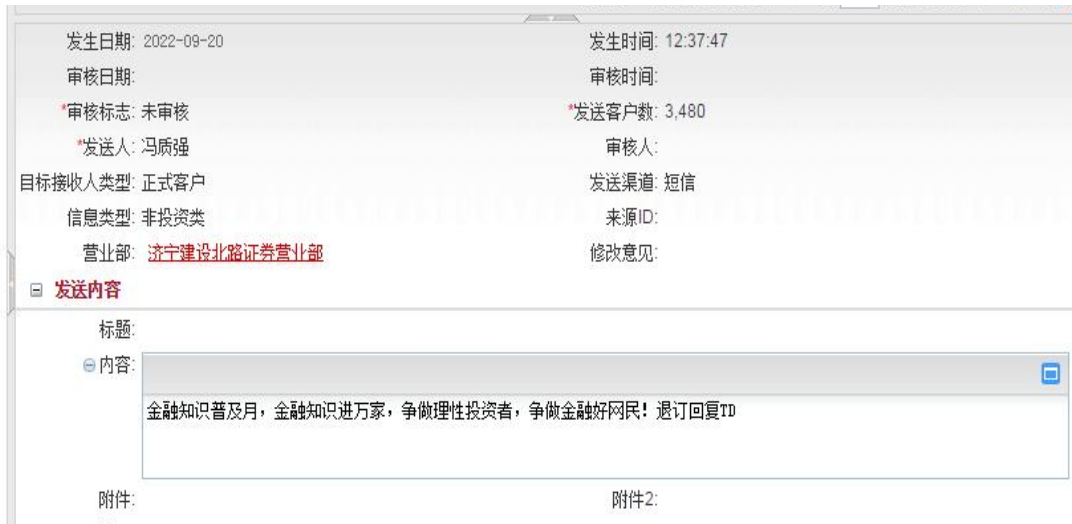 发生日期: 2022-09-20 发生时间: 12:37:47
审核日期: 审核时间:
*审核标志: 未审核 *发送客户数: 3,480
*发送人: 冯质强 审核人:
目标接收人类型: 正式客户 发送渠道: 短信
信息类型: 非投资类 来源ID:
营业部: 济宁建设北路证券营业部 修改意见:
发送内容
标题:
内容:
金融知识普及月，金融知识进万家，争做理性投资者，争做金融好网民！退订回复TD
附件: 附件2: